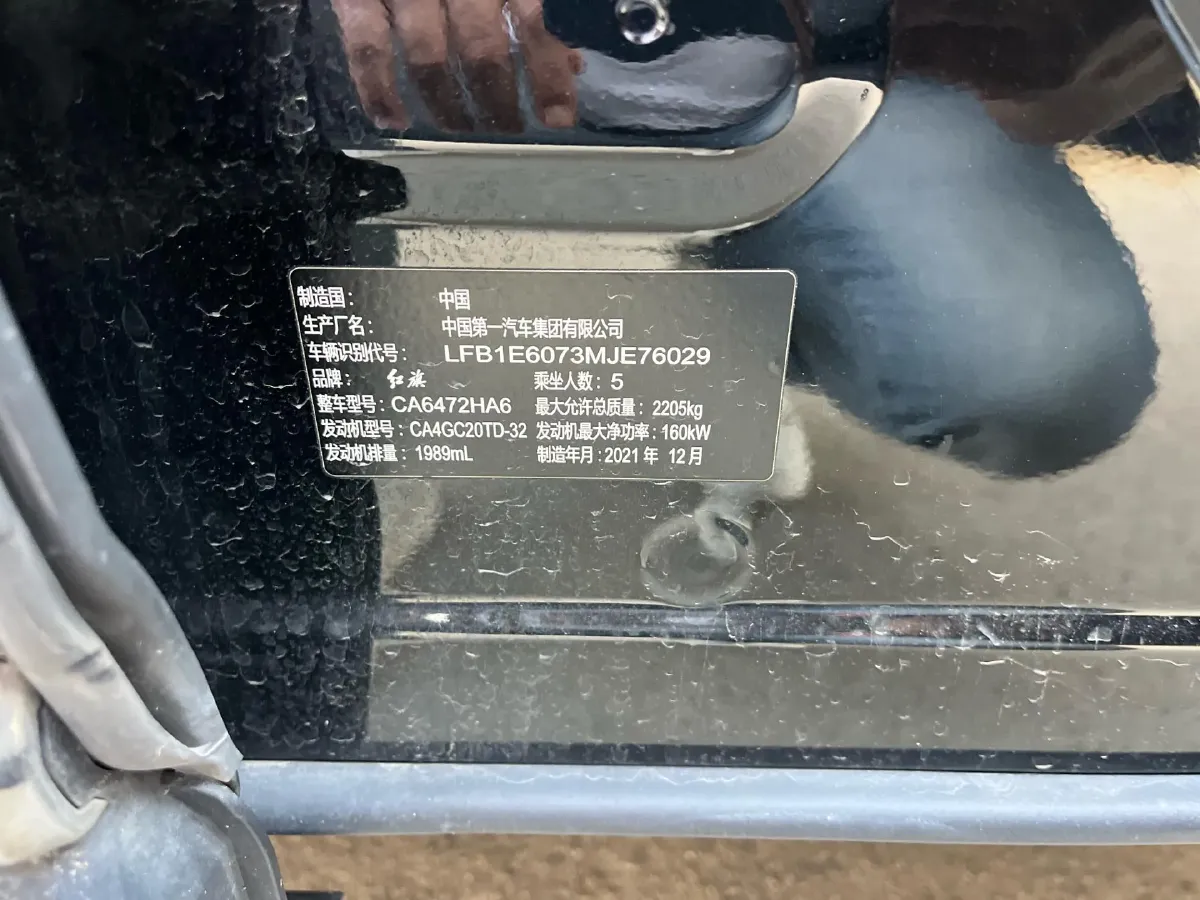 制造国： 中国
生产厂名： 中国第一汽车集团有限公司
车辆识别代号： LFB1E6073MJE76029
品牌： 红旗 乘坐人数：5
整车型号：CA6472HA6 最大允许总质量：2205kg
发动机型号：CA4GC20TD-32 发动机最大净功率：160kW
发动机排量：1989mL 制造年月：2021年 12月